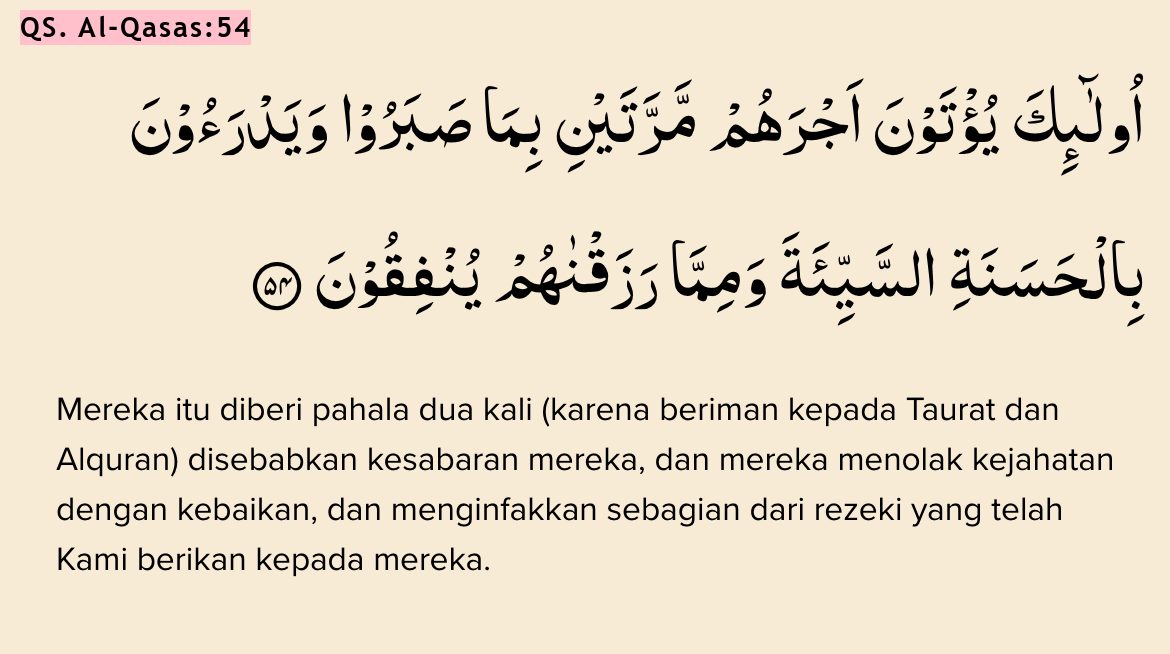 QS. Al-Qasas:54
اُولٰۤىِٕكَ يُؤْتَوْنَ اَجْرَهُمْ مَّرَّتَيْنِ بِمَا صَبَرُوْا وَيَدْرَءُوْنَ
بِالْحَسَنَةِ السَّيِّئَةَ وَمِمَّا رَزَقْنٰهُمْ يُنْفِقُوْنَ ۝٥٤
Mereka itu diberi pahala dua kali (karena beriman kepada Taurat dan
Alquran) disebabkan kesabaran mereka, dan mereka menolak kejahatan
dengan kebaikan, dan menginfakkan sebagian dari rezeki yang telah
Kami berikan kepada mereka.